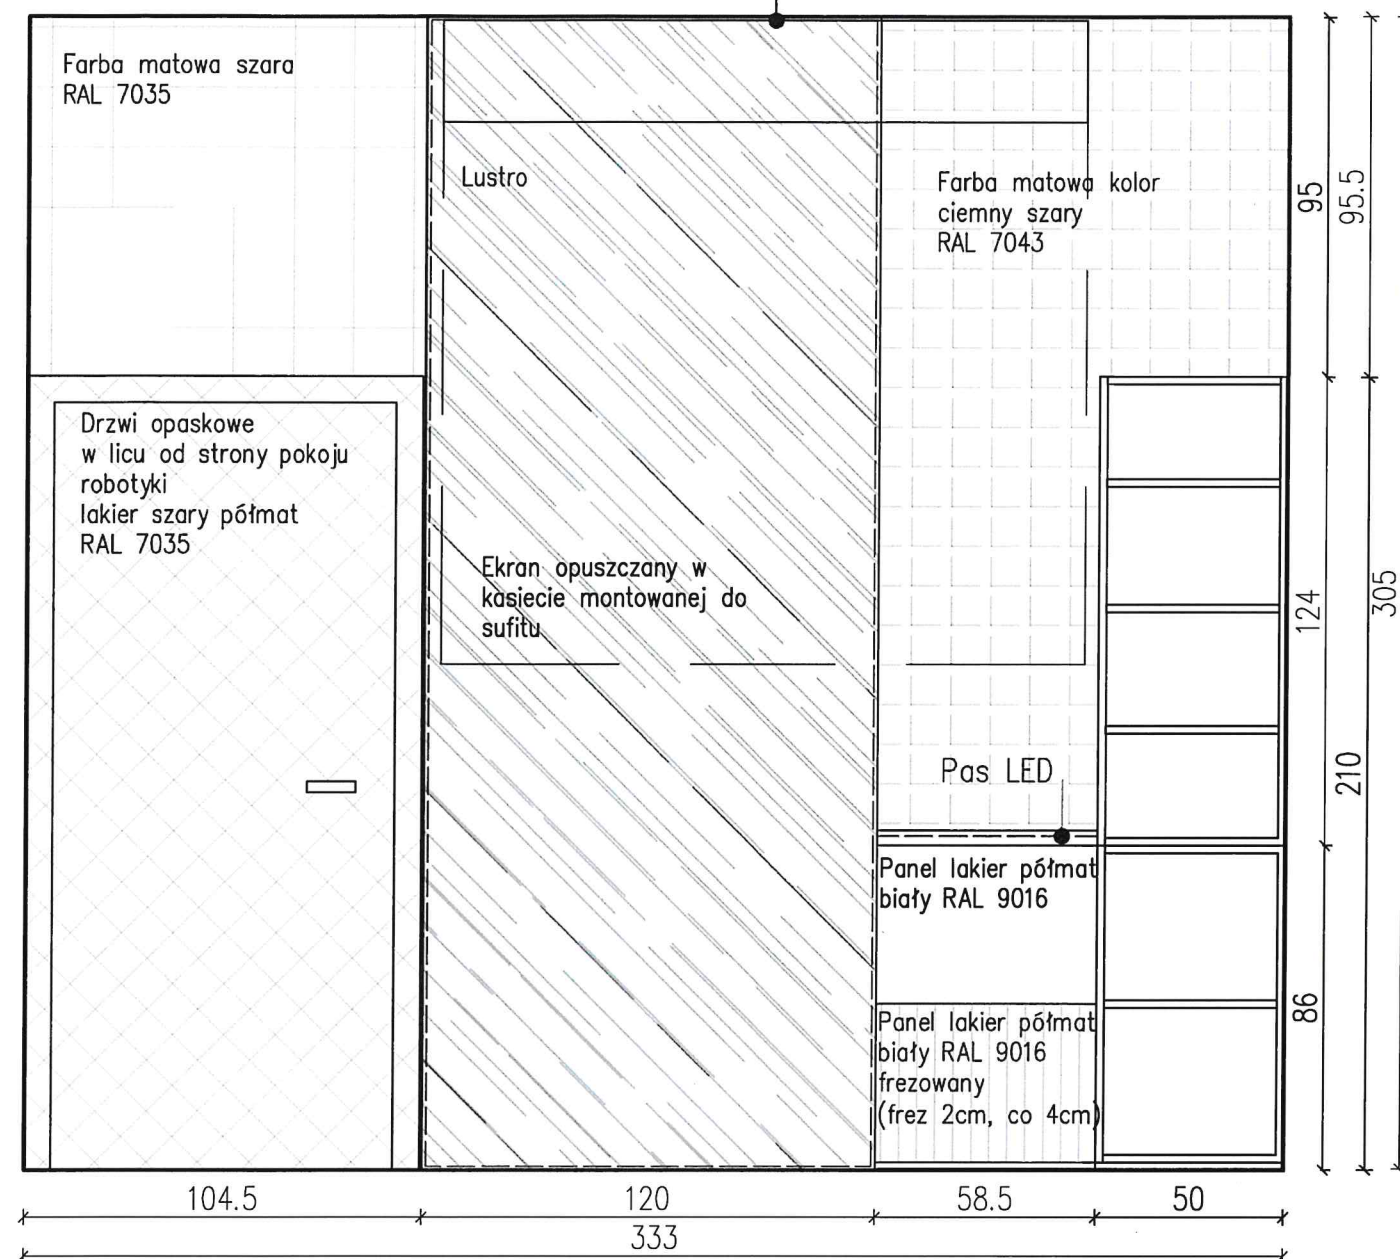 Farba matowa szara
RAL 7035
Lustro
Farba matowa kolor
ciemny szary
RAL 7043
95
95.5
Drzwi opaskowe
w licu od strony pokoju
robotyki
lakier szary półmat
RAL 7035
Ekran opuszczany w
kasiecie montowanej do
sufitu
124
305
Pas LED
210
Panel lakier półmat
biały RAL 9016
Panel lakier półmat
biały RAL 9016
frezowany
(frez 2cm, co 4cm)
86
104.5
120
58.5
50
333